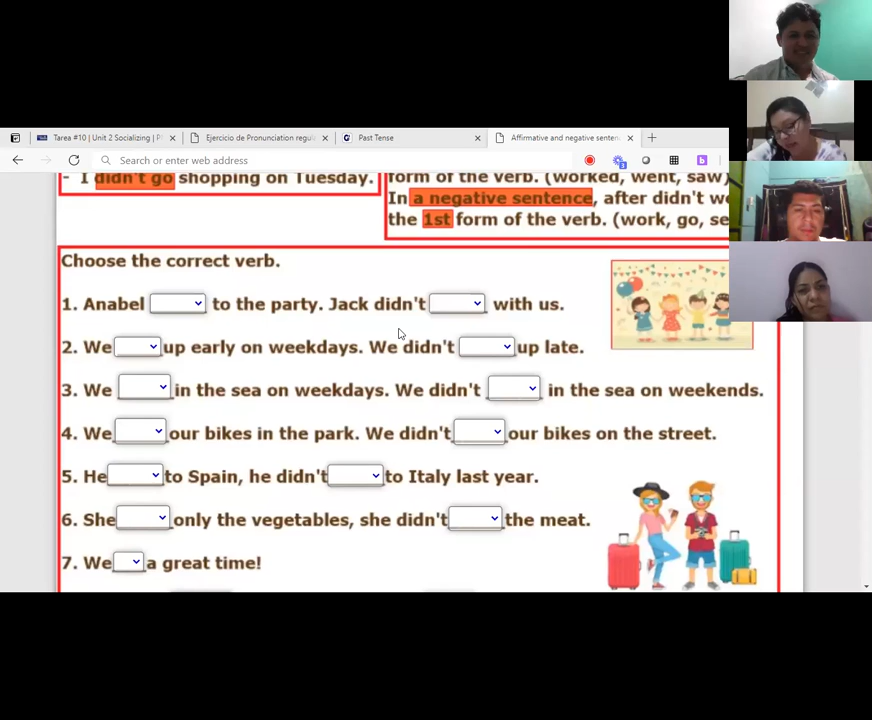 Tarea #10 | Unit 2 Socializing | P
Ejercicio de Pronunciation regul
Past Tense
Affirmative and negative senten
Search or enter web address
- I didn't go shopping on Tuesday.
form of the verb. (worked, went, saw)
In a negative sentence, after didn't we
the 1st form of the verb. (work, go, se
Choose the correct verb.
1. Anabel to the party. Jack didn't with us.
2. We up early on weekdays. We didn't up late.
3. We in the sea on weekdays. We didn't in the sea on weekends.
4. We our bikes in the park. We didn't our bikes on the street.
5. He to Spain, he didn't to Italy last year.
6. She only the vegetables, she didn't the meat.
7. We a great time!